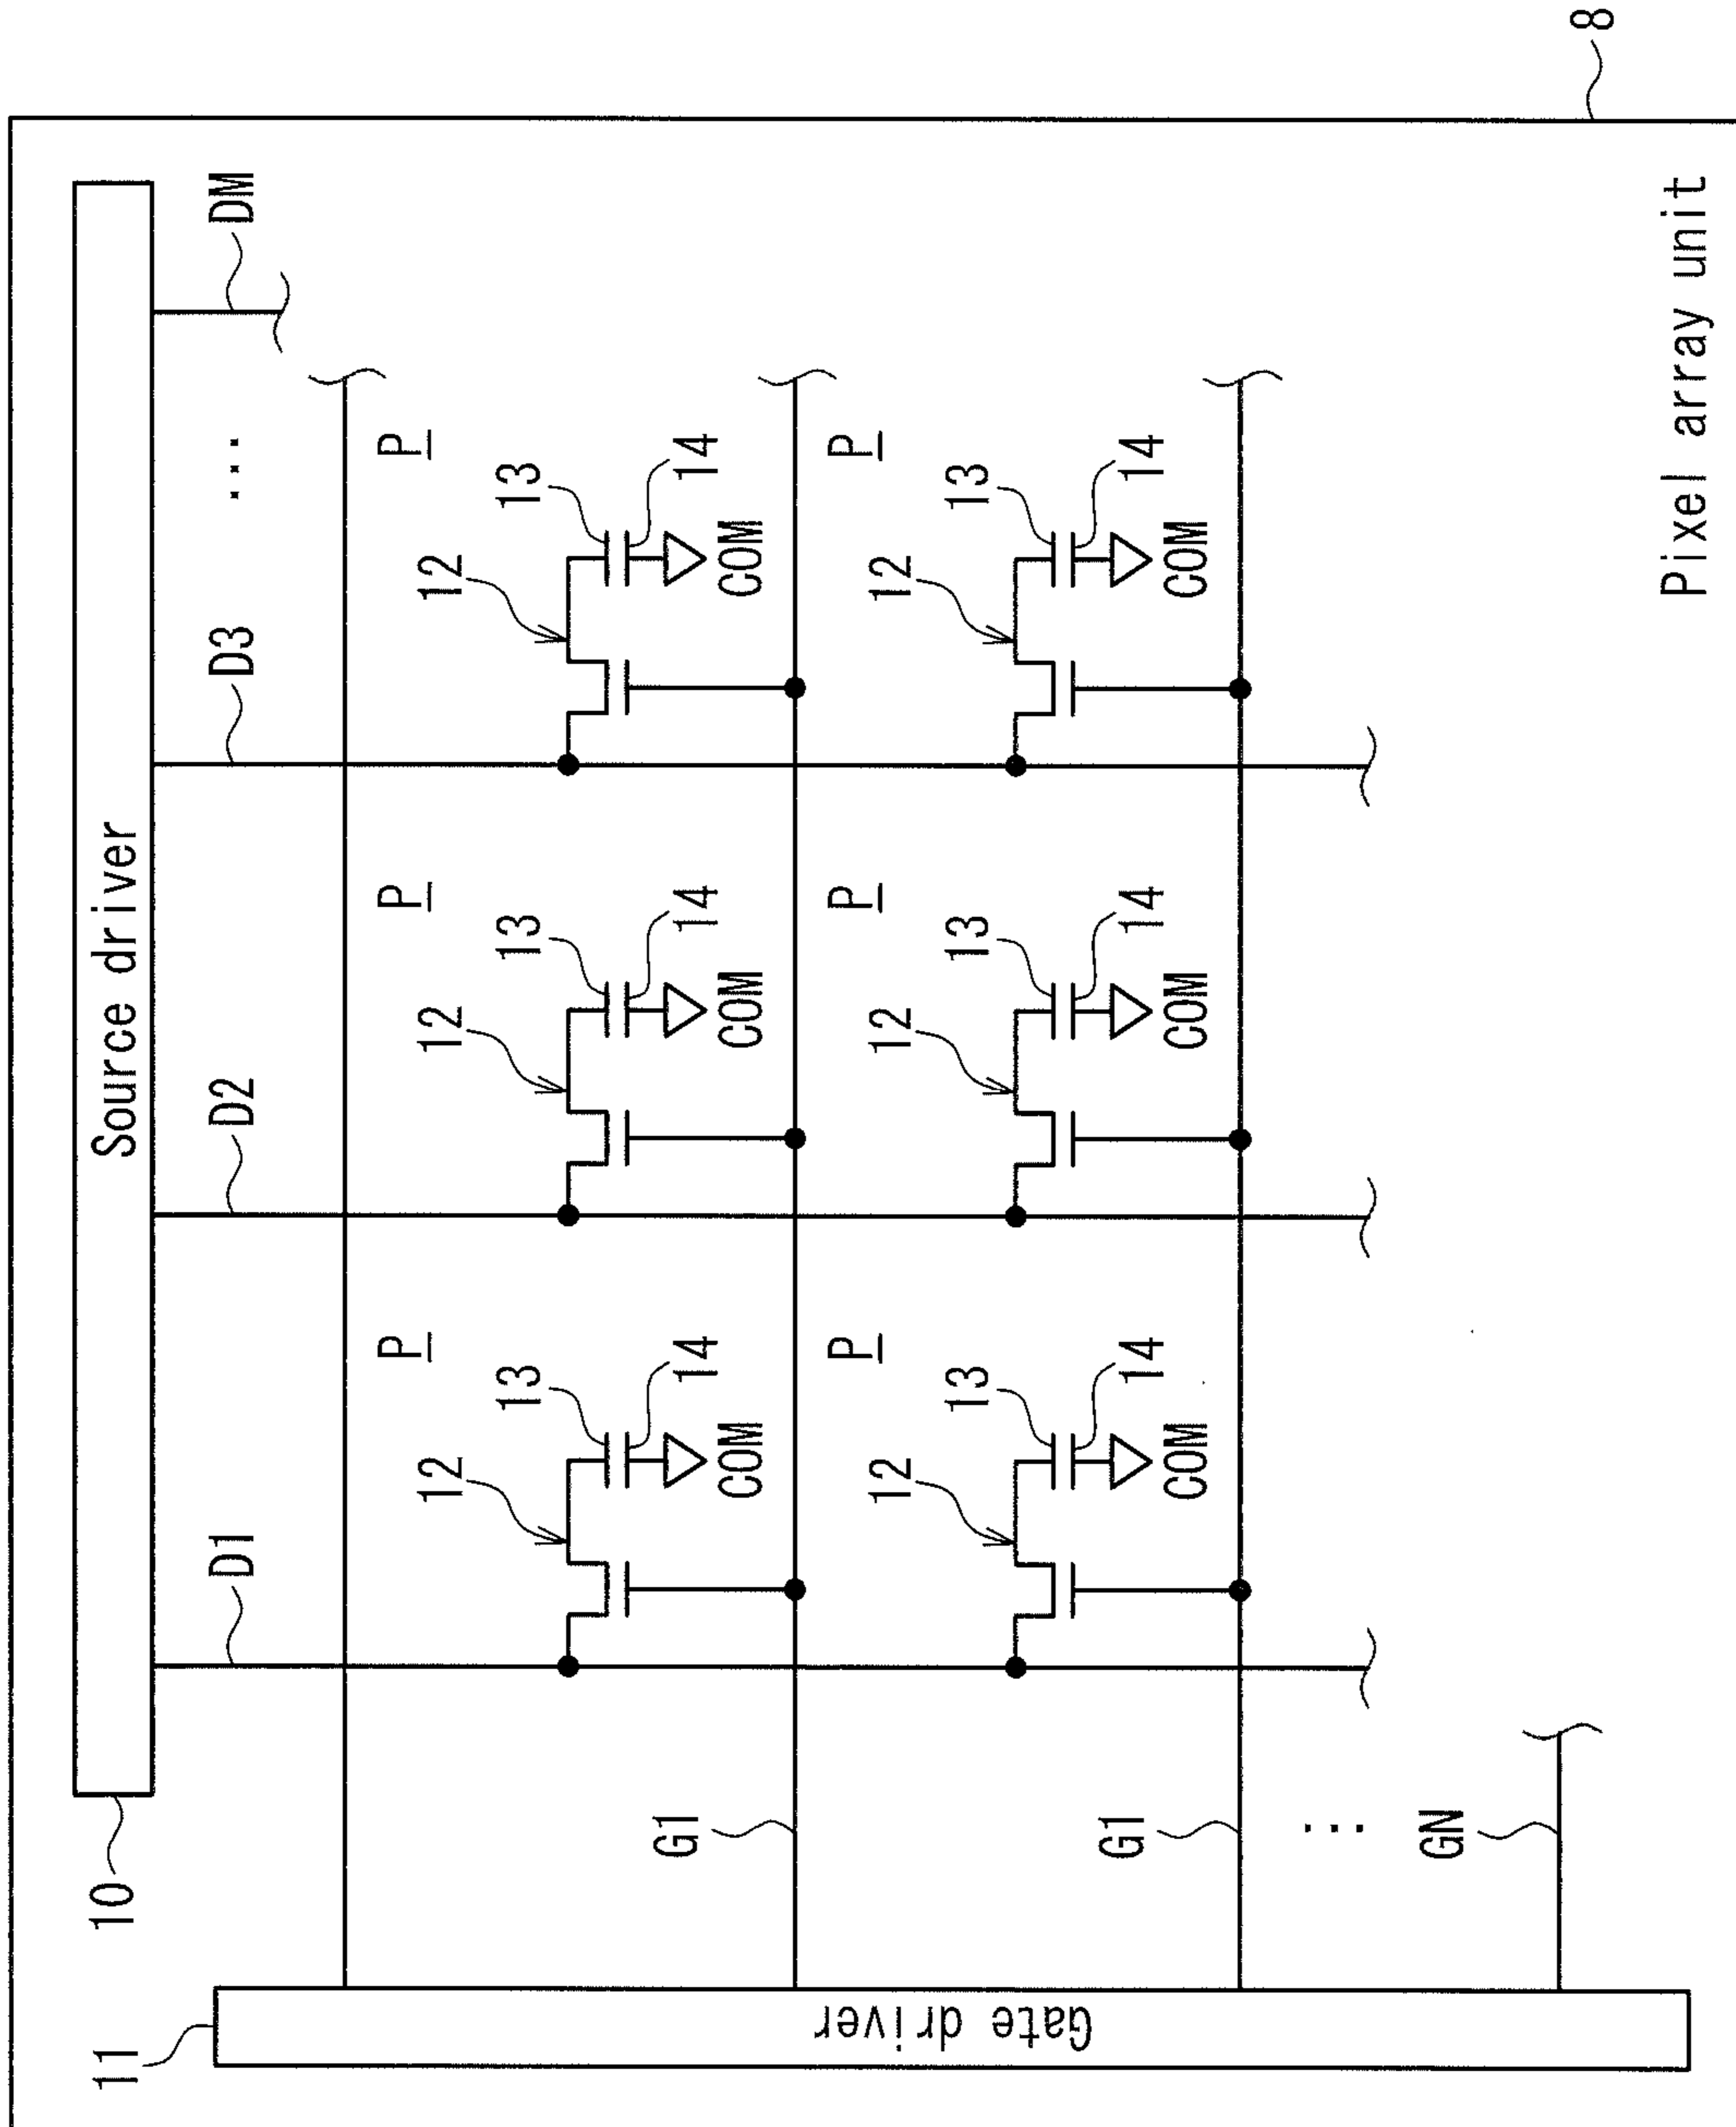 11
10
Source driver
D1
D2
D3
...
DM
P
P
P
12
12
12
13
13
13
G1
14
14
14
COM
COM
COM
P
P
P
12
12
12
13
13
13
Gate driver
G1
14
14
14
COM
COM
COM
...
GN
8
Pixel array unit